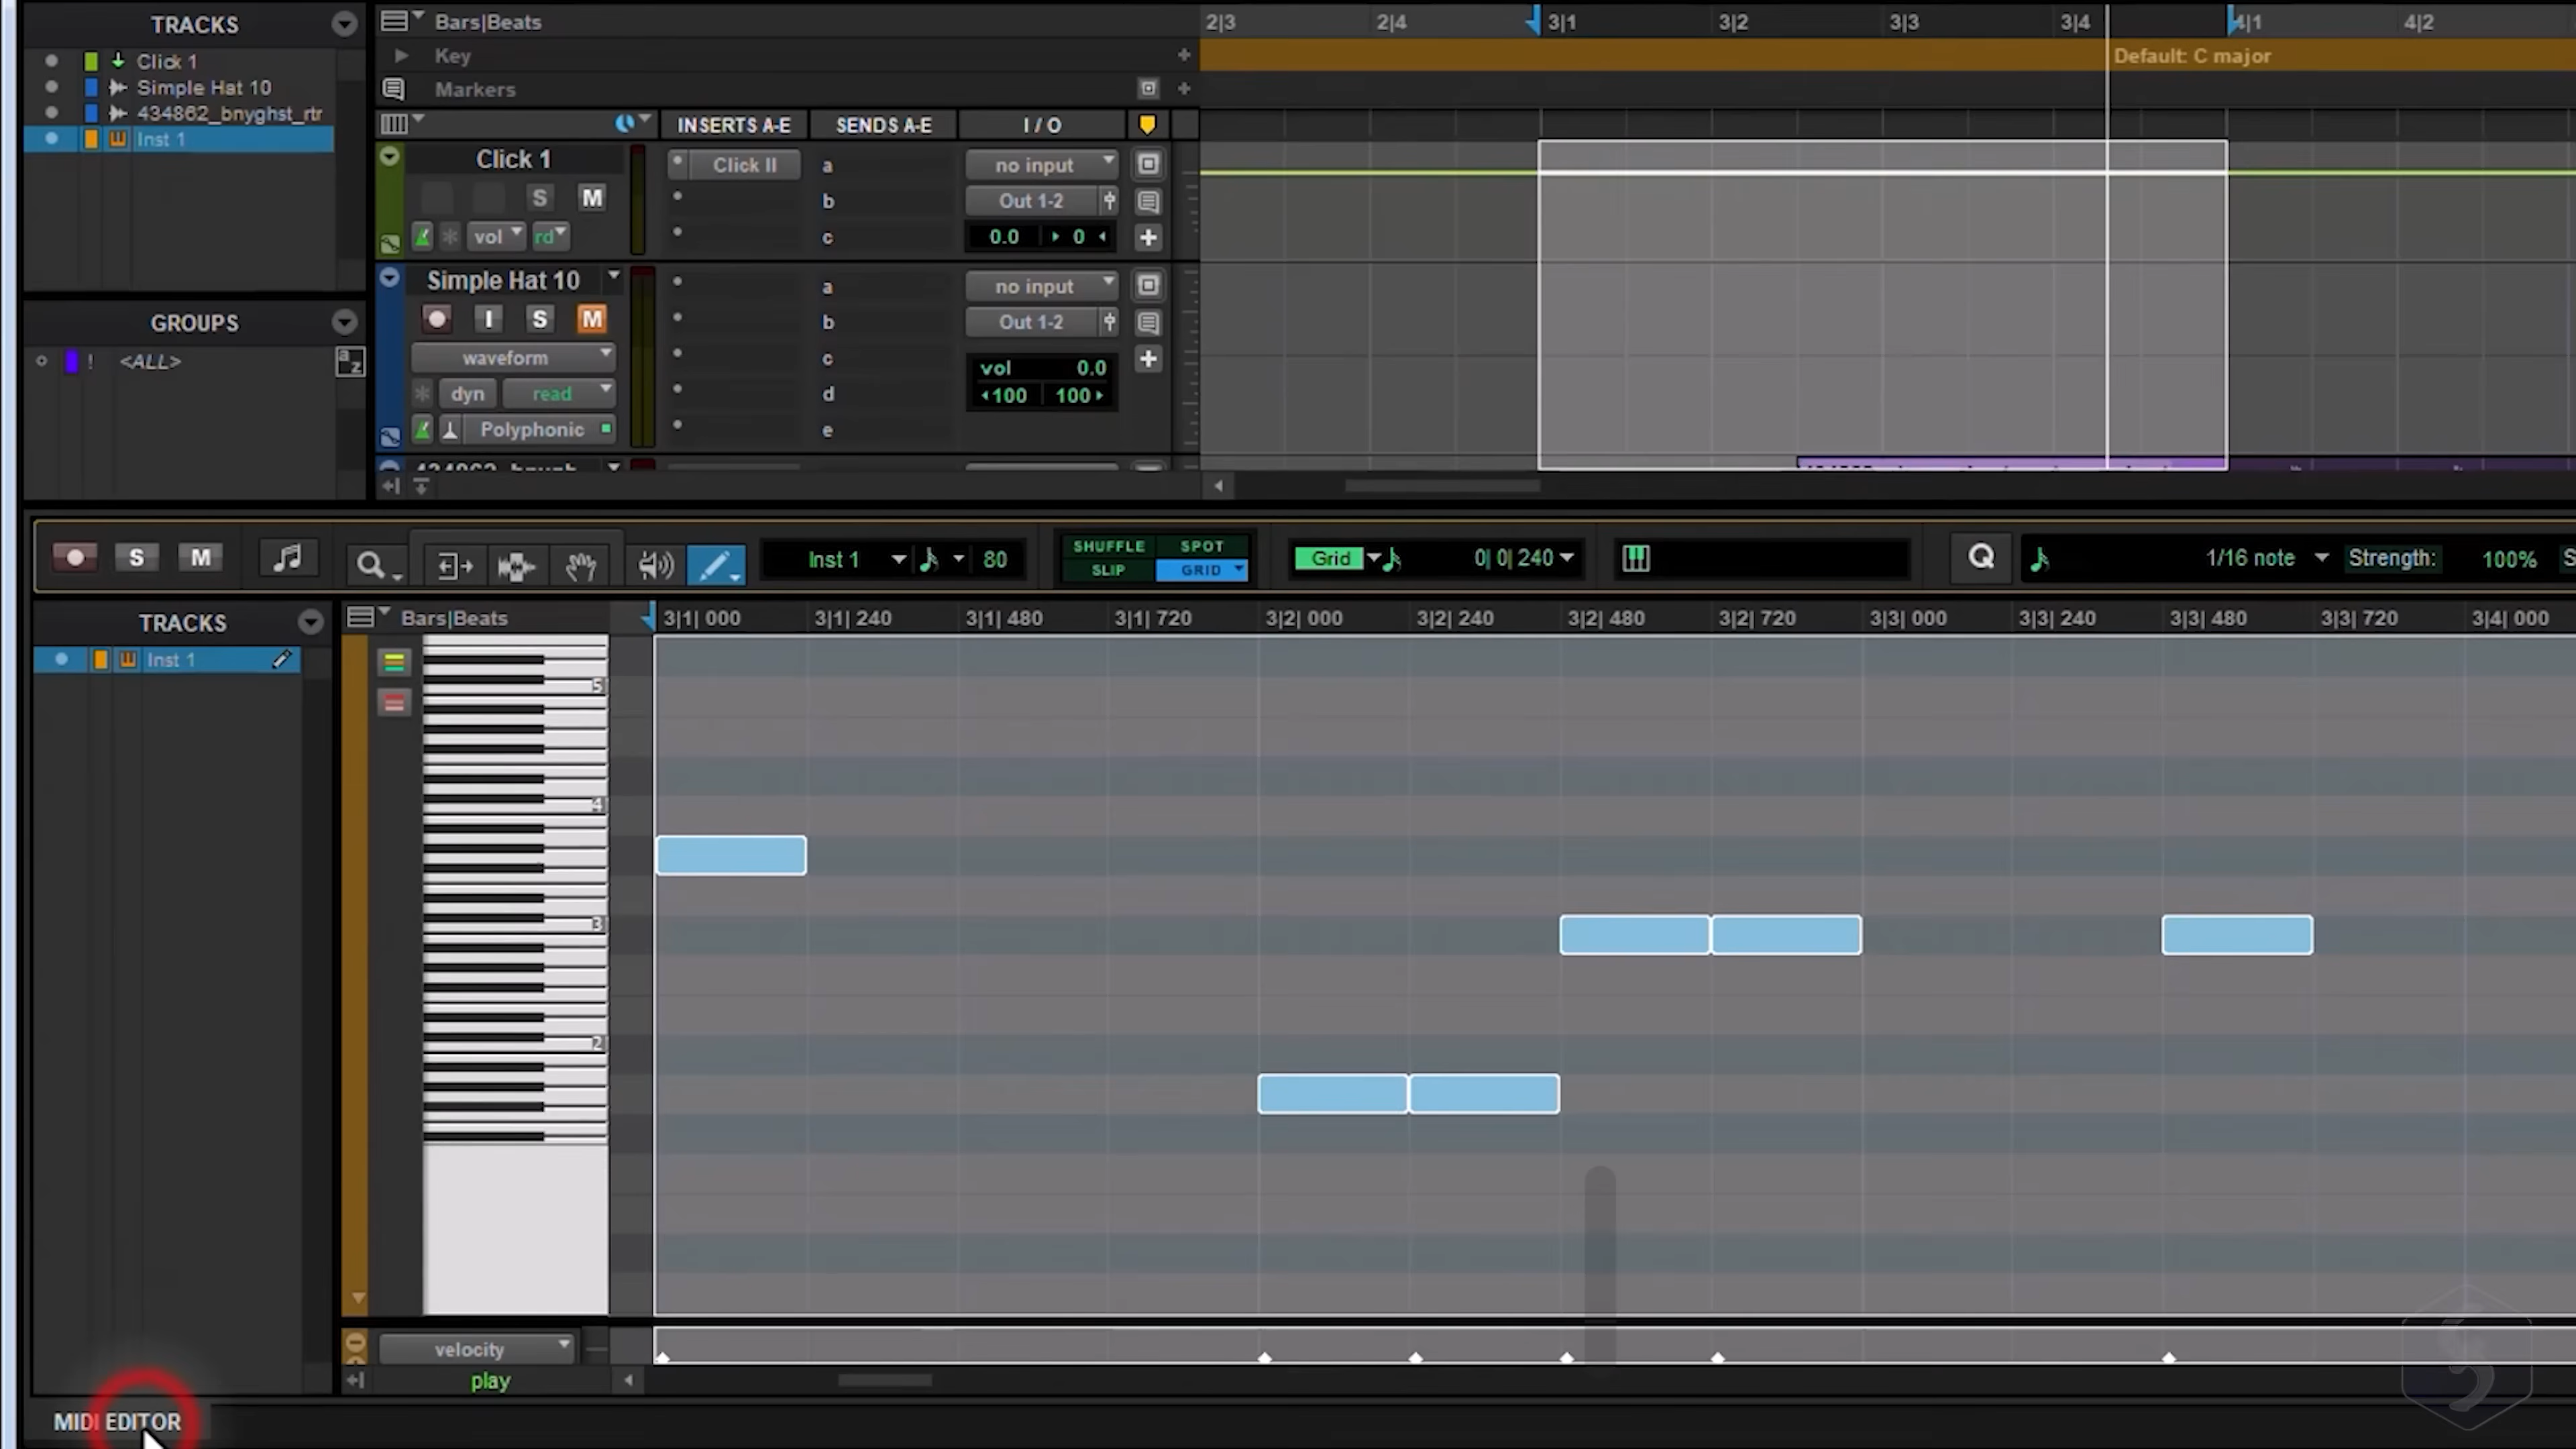 TRACKS
Click 1
Simple Hat 10
434862_bnyghst_rtr
Inst 1
GROUPS
! <ALL>
a z
Bars|Beats
Key
Markers
2|3 2|4 3|1 3|2 3|3 3|4 4|1 4|2
Default: C major
INSERTS A-E SENDS A-E I / O
Click 1
S M
vol rd
Click II
a
b
c
no input
Out 1-2
0.0 0
Simple Hat 10
I S M
waveform
dyn read
Polyphonic
a
b
c
d
e
no input
Out 1-2
vol 0.0
100 100
S M
Inst 1 80
SHUFFLE SPOT
SLIP GRID
Grid 0| 0| 240
Q 1/16 note Strength: 100% S
TRACKS
Inst 1
Bars|Beats
3|1| 000 3|1| 240 3|1| 480 3|1| 720 3|2| 000 3|2| 240 3|2| 480 3|2| 720 3|3| 000 3|3| 240 3|3| 480 3|3| 720 3|4| 000
5
4
3
2
velocity
play
MIDI EDITOR